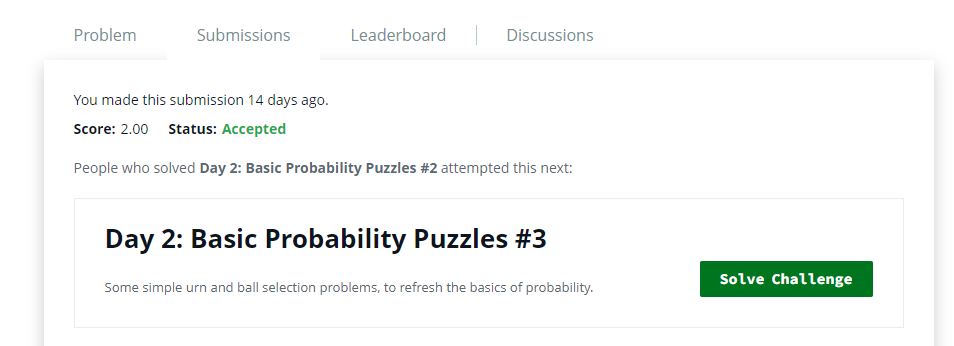 Problem Submissions Leaderboard Discussions
You made this submission 14 days ago.
Score: 2.00 Status: Accepted
People who solved Day 2: Basic Probability Puzzles #2 attempted this next:
Day 2: Basic Probability Puzzles #3
Some simple urn and ball selection problems, to refresh the basics of probability.
Solve Challenge